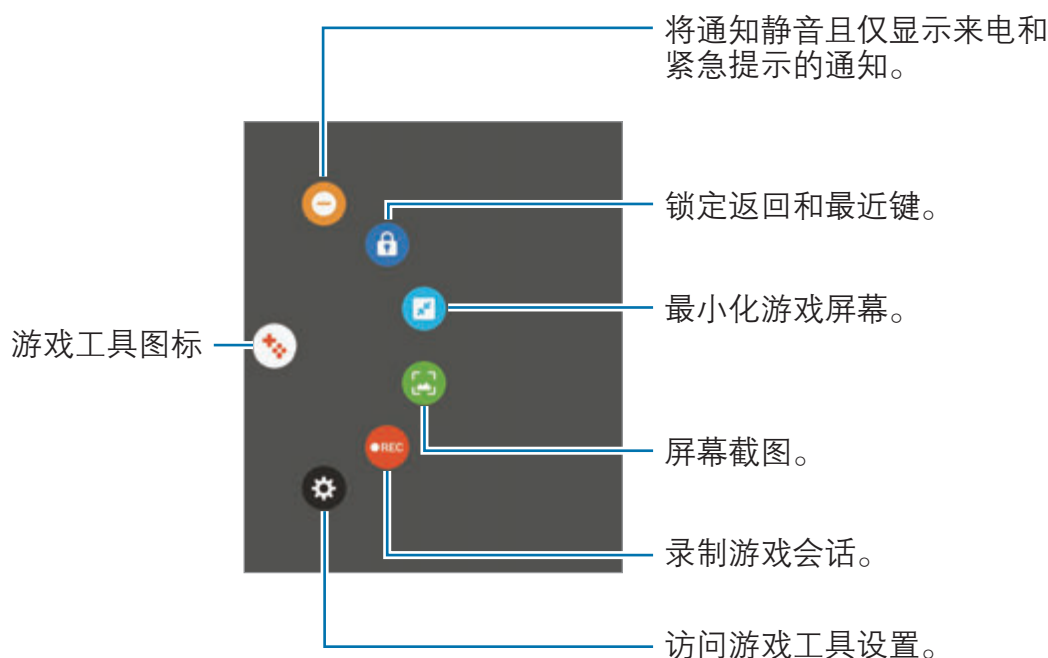 将通知静音且仅显示来电和
紧急提示的通知。
锁定返回和最近键。
最小化游戏屏幕。
游戏工具图标
屏幕截图。
REC
录制游戏会话。
访问游戏工具设置。